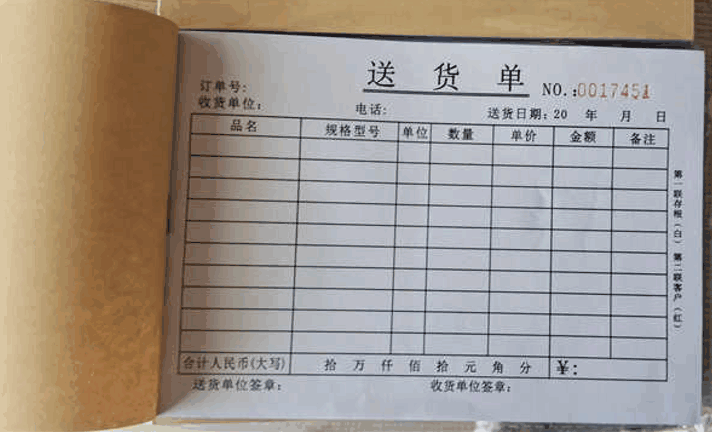 送 货 单
NO.:0017451
订单号:
收货单位: 电话: 送货日期: 20 年 月 日
品名 规格型号 单位 数量 单价 金额 备注
合计人民币(大写) 拾 万 仟 佰 拾 元 角 分 ¥:
送货单位签章: 收货单位签章:
第一联存根(白) 第二联客户(红)